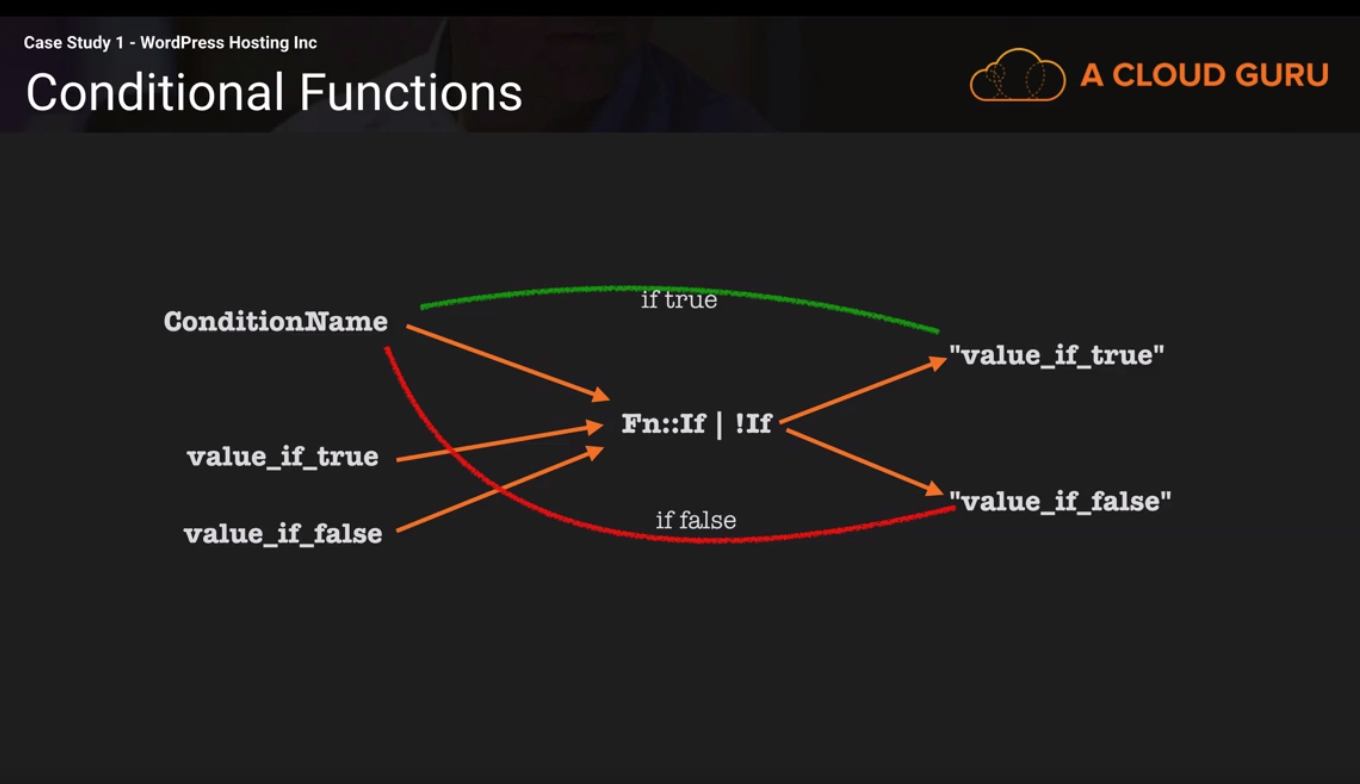 Case Study 1 - WordPress Hosting Inc
Conditional Functions
A CLOUD GURU
if true
ConditionName
"value_if_true"
Fn::If | !If
value_if_true
"value_if_false"
if false
value_if_false